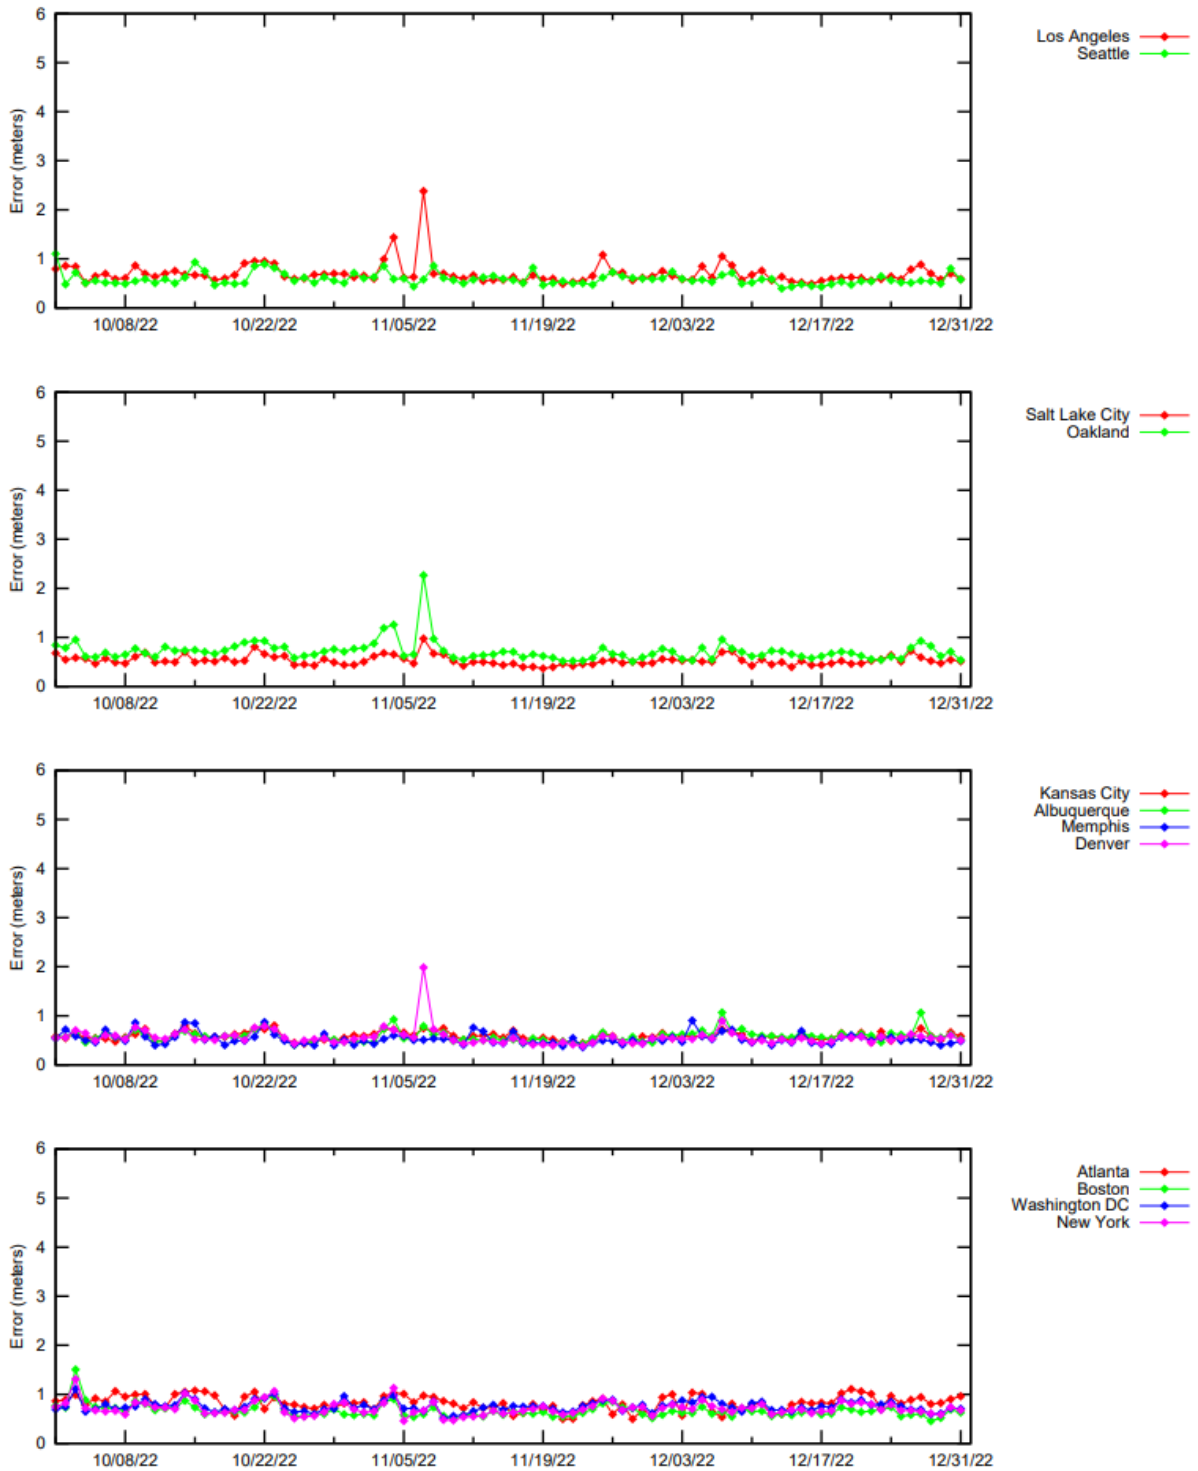 6
5
4
3
2
1
0
Error (meters)
10/08/22 10/22/22 11/05/22 11/19/22 12/03/22 12/17/22 12/31/22
Los Angeles
Seattle
6
5
4
3
2
1
0
Error (meters)
10/08/22 10/22/22 11/05/22 11/19/22 12/03/22 12/17/22 12/31/22
Salt Lake City
Oakland
6
5
4
3
2
1
0
Error (meters)
10/08/22 10/22/22 11/05/22 11/19/22 12/03/22 12/17/22 12/31/22
Kansas City
Albuquerque
Memphis
Denver
6
5
4
3
2
1
0
Error (meters)
10/08/22 10/22/22 11/05/22 11/19/22 12/03/22 12/17/22 12/31/22
Atlanta
Boston
Washington DC
New York